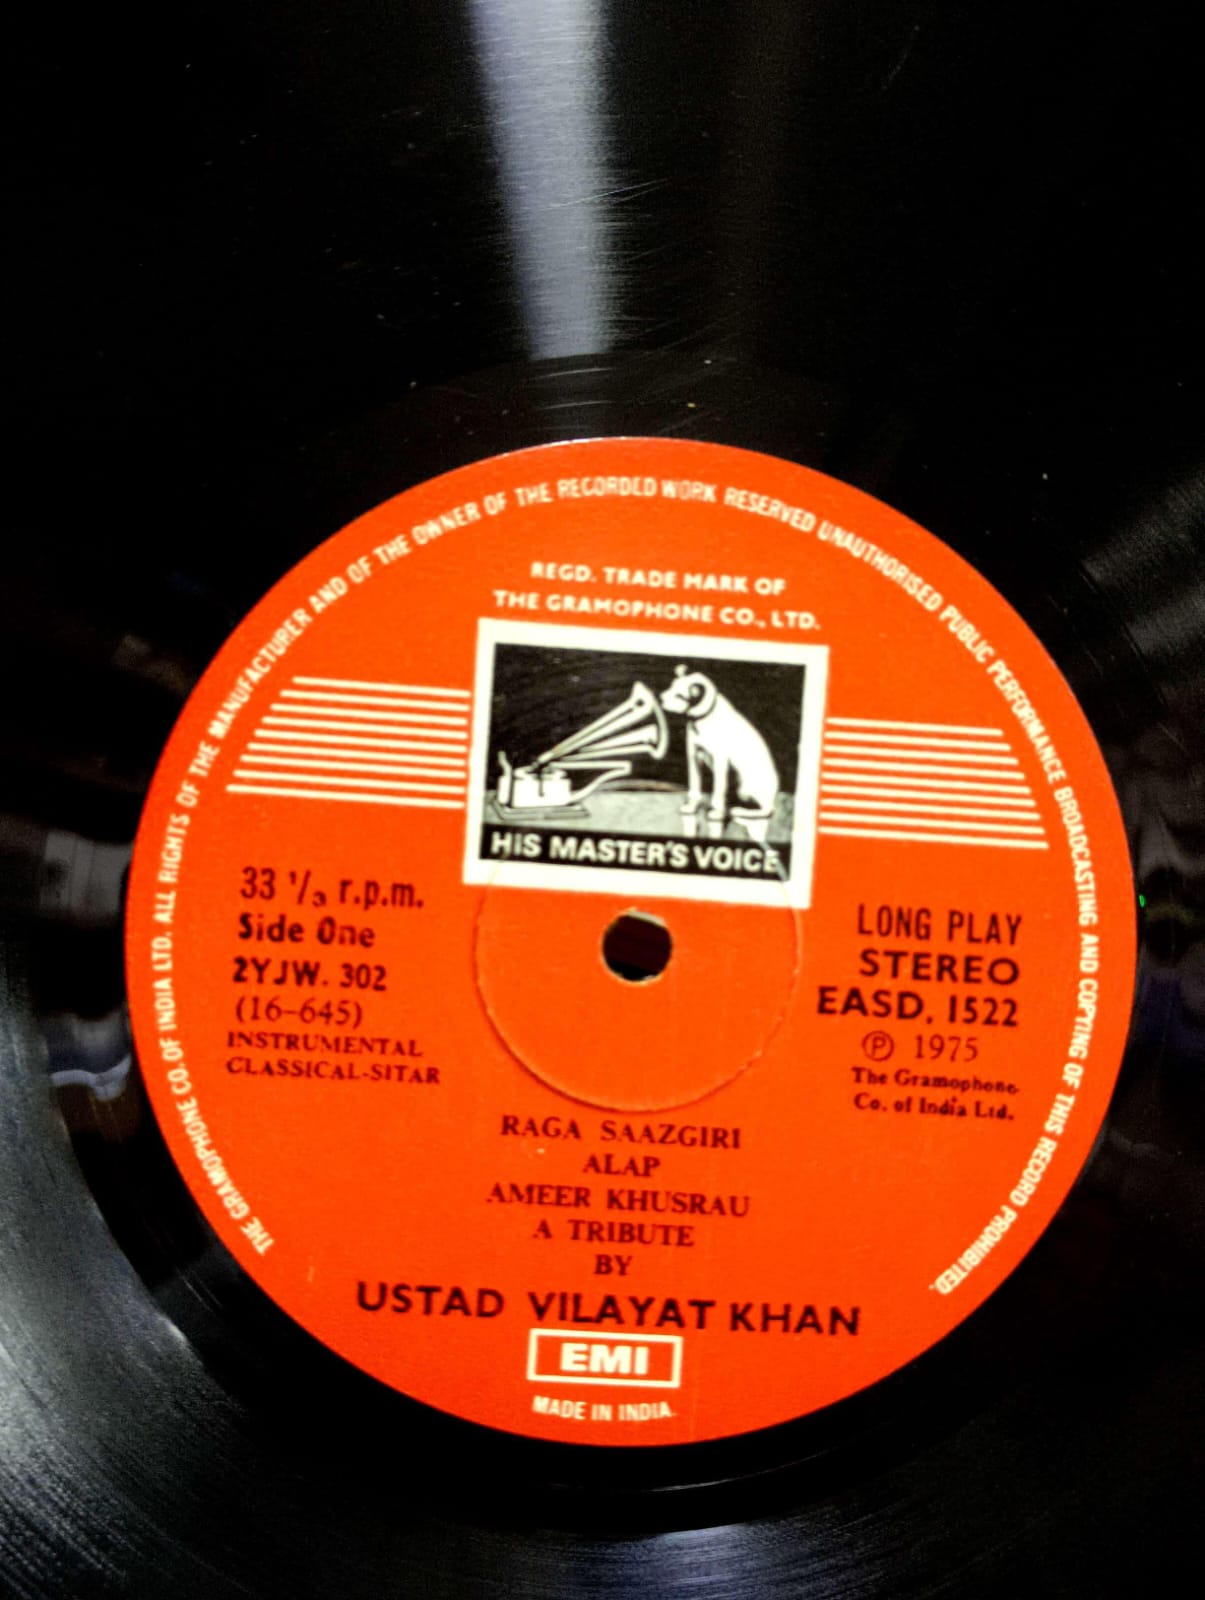 THE GRAMOPHONE CO. OF INDIA LTD. ALL RIGHTS OF THE MANUFACTURER AND OF THE OWNER OF THE RECORDED WORK RESERVED UNAUTHORISED PUBLIC PERFORMANCE BROADCASTING AND COPYING OF THIS RECORD PROHIBITED.
REGD. TRADE MARK OF
THE GRAMOPHONE CO., LTD.
HIS MASTER'S VOICE
33 1/3 r.p.m.
Side One
2YJW. 302
(16-645)
INSTRUMENTAL
CLASSICAL-SITAR
LONG PLAY
STEREO
EASD. 1522
℗ 1975
The Gramophone
Co. of India Ltd.
RAGA SAAZGIRI
ALAP
AMEER KHUSRAU
A TRIBUTE
BY
USTAD VILAYAT KHAN
EMI
MADE IN INDIA.